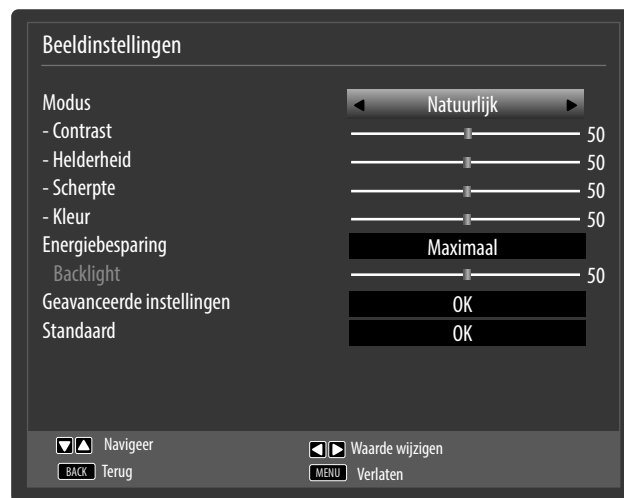 Beeldinstellingen
Modus Natuurlijk
- Contrast 50
- Helderheid 50
- Scherpte 50
- Kleur 50
Energiebesparing Maximaal
Backlight 50
Geavanceerde instellingen OK
Standaard OK
Navigeer Waarde wijzigen
BACK Terug MENU Verlaten